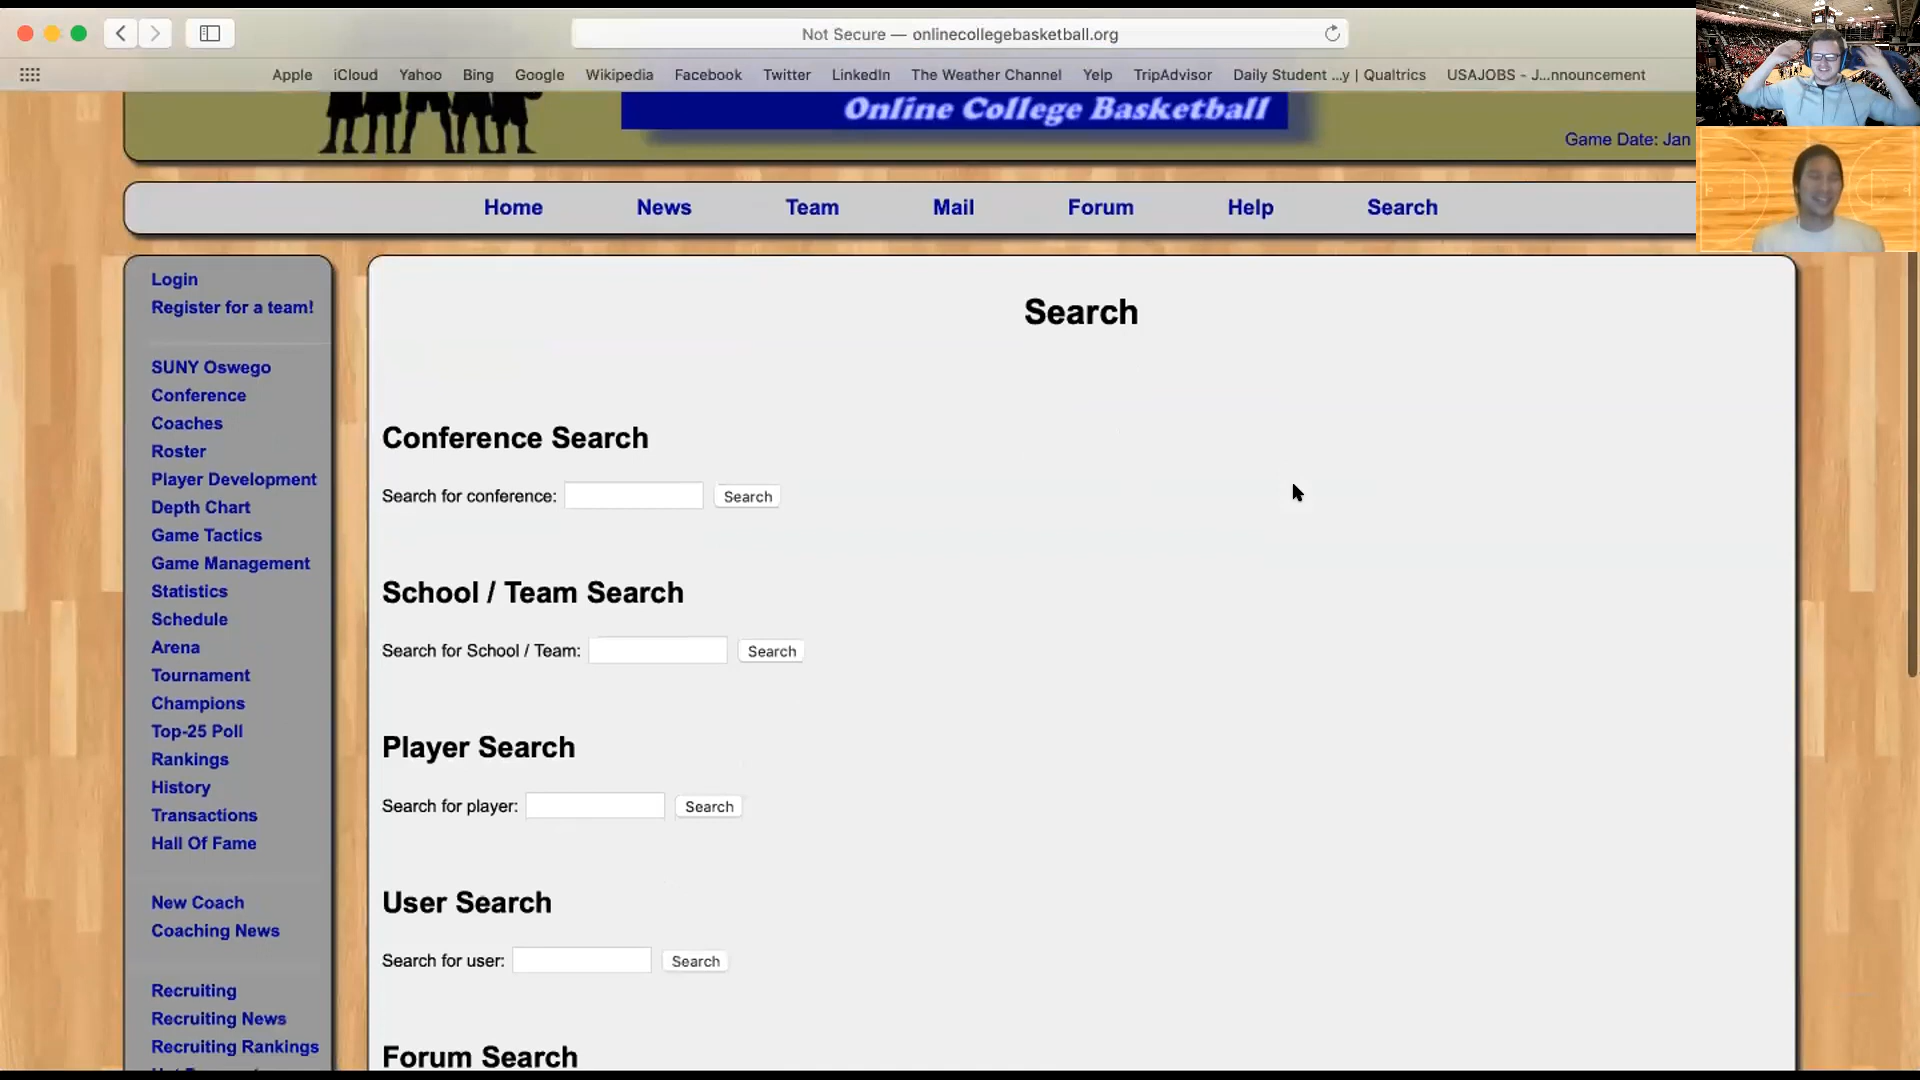 Not Secure — onlinecollegebasketball.org
Apple iCloud Yahoo Bing Google Wikipedia Facebook Twitter LinkedIn The Weather Channel Yelp TripAdvisor Daily Student ...y | Qualtrics USAJOBS - J...nnouncement
Online College Basketball
Game Date: Jan
Home News Team Mail Forum Help Search
Login
Register for a team!
SUNY Oswego
Conference
Coaches
Roster
Player Development
Depth Chart
Game Tactics
Game Management
Statistics
Schedule
Arena
Tournament
Champions
Top-25 Poll
Rankings
History
Transactions
Hall Of Fame
New Coach
Coaching News
Recruiting
Recruiting News
Recruiting Rankings
Search
Conference Search
Search for conference: Search
School / Team Search
Search for School / Team: Search
Player Search
Search for player: Search
User Search
Search for user: Search
Forum Search